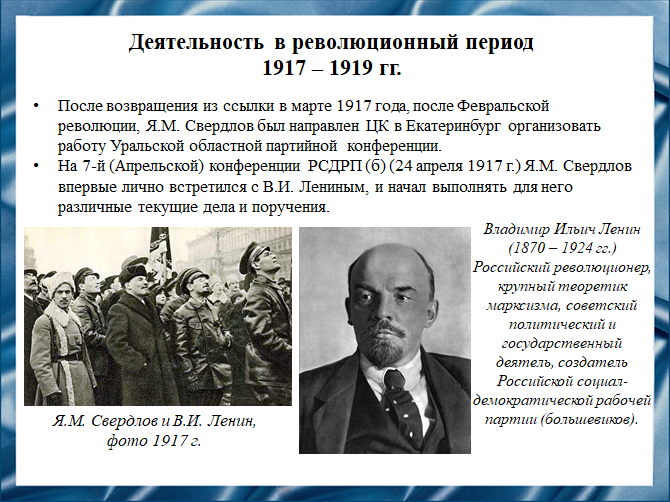 Деятельность в революционный период
1917 – 1919 гг.
• После возвращения из ссылки в марте 1917 года, после Февральской
революции, Я.М. Свердлов был направлен ЦК в Екатеринбург организовать
работу Уральской областной партийной конференции.
• На 7-й (Апрельской) конференции РСДРП (б) (24 апреля 1917 г.) Я.М. Свердлов
впервые лично встретился с В.И. Лениным, и начал выполнять для него
различные текущие дела и поручения.
Я.М. Свердлов и В.И. Ленин,
фото 1917 г.
Владимир Ильич Ленин
(1870 – 1924 гг.)
Российский революционер,
крупный теоретик
марксизма, советский
политический и
государственный
деятель, создатель
Российской социал-
демократической рабочей
партии (большевиков).